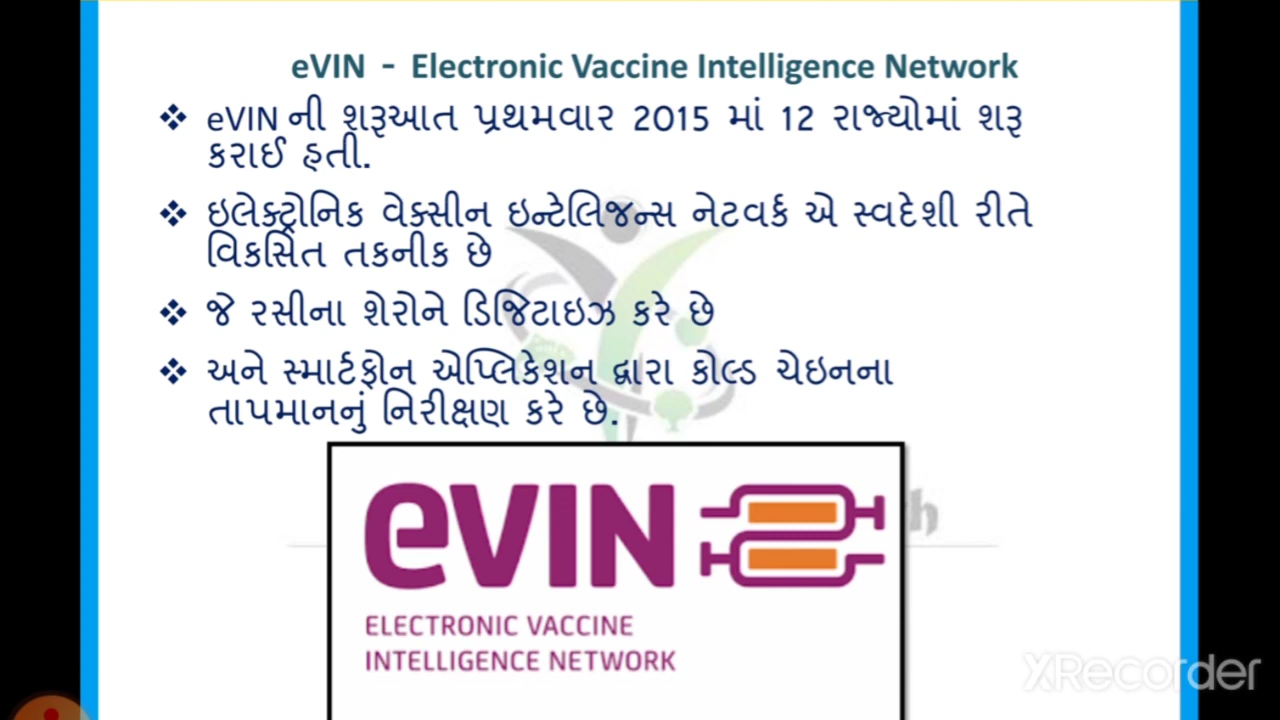 eVIN - Electronic Vaccine Intelligence Network
❖ eVIN ની શરૂઆત પ્રથમવાર 2015 માં 12 રાજ્યોમાં શરૂ
કરાઈ હતી.
❖ ઇલેક્ટ્રોનિક વેક્સીન ઇન્ટેલિજન્સ નેટવર્ક એ સ્વદેશી રીતે
વિકસિત તકનીક છે
❖ જે રસીના શેરોને ડિજિટાઇઝ કરે છે
❖ અને સ્માર્ટફોન એપ્લિકેશન દ્વારા કોલ્ડ ચેઇનના
તાપમાનનું નિરીક્ષણ કરે છે.
eVIN
ELECTRONIC VACCINE
INTELLIGENCE NETWORK
XRecorder